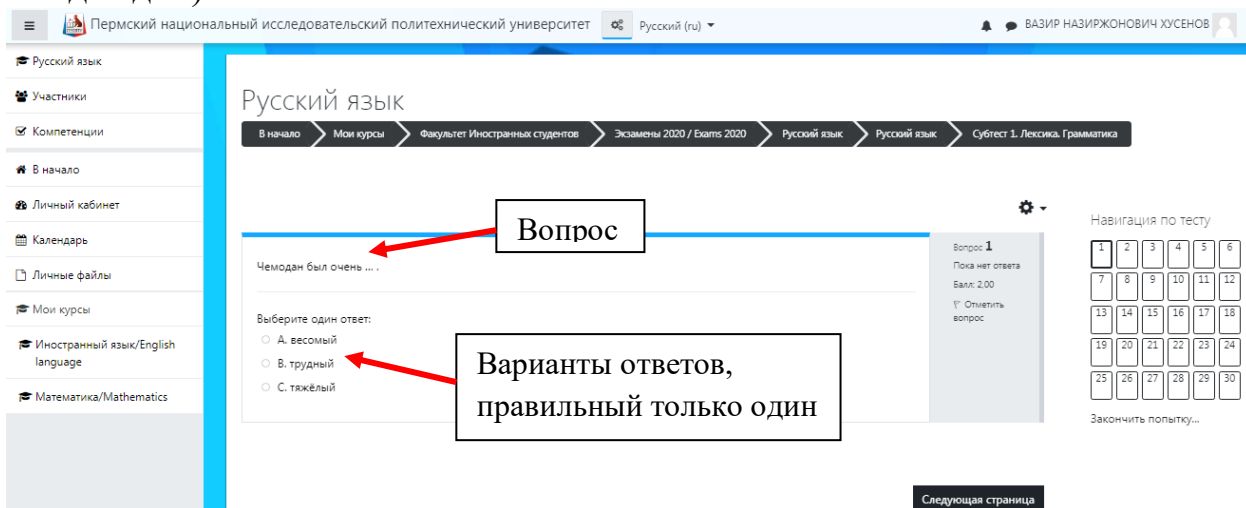 Пермский национальный исследовательский политехнический университет Русский (ru) ВАЗИР НАЗИРЖОНОВИЧ ХУСЕНОВ
Русский язык
Участники
Компетенции
В начало
Личный кабинет
Календарь
Личные файлы
Мои курсы
Иностранный язык/English
language
Математика/Mathematics
Русский язык
В начало Мои курсы Факультет Иностранных студентов Экзамены 2020 / Exams 2020 Русский язык Русский язык Субтест 1. Лексика. Грамматика
Вопрос
Чемодан был очень ... .
Выберите один ответ:
A. весомый
B. трудный
C. тяжёлый
Варианты ответов,
правильный только один
Вопрос 1
Пока нет ответа
Балл: 2,00
Отметить
вопрос
Навигация по тесту
1 2 3 4 5 6
7 8 9 10 11 12
13 14 15 16 17 18
19 20 21 22 23 24
25 26 27 28 29 30
Закончить попытку...
Следующая страница